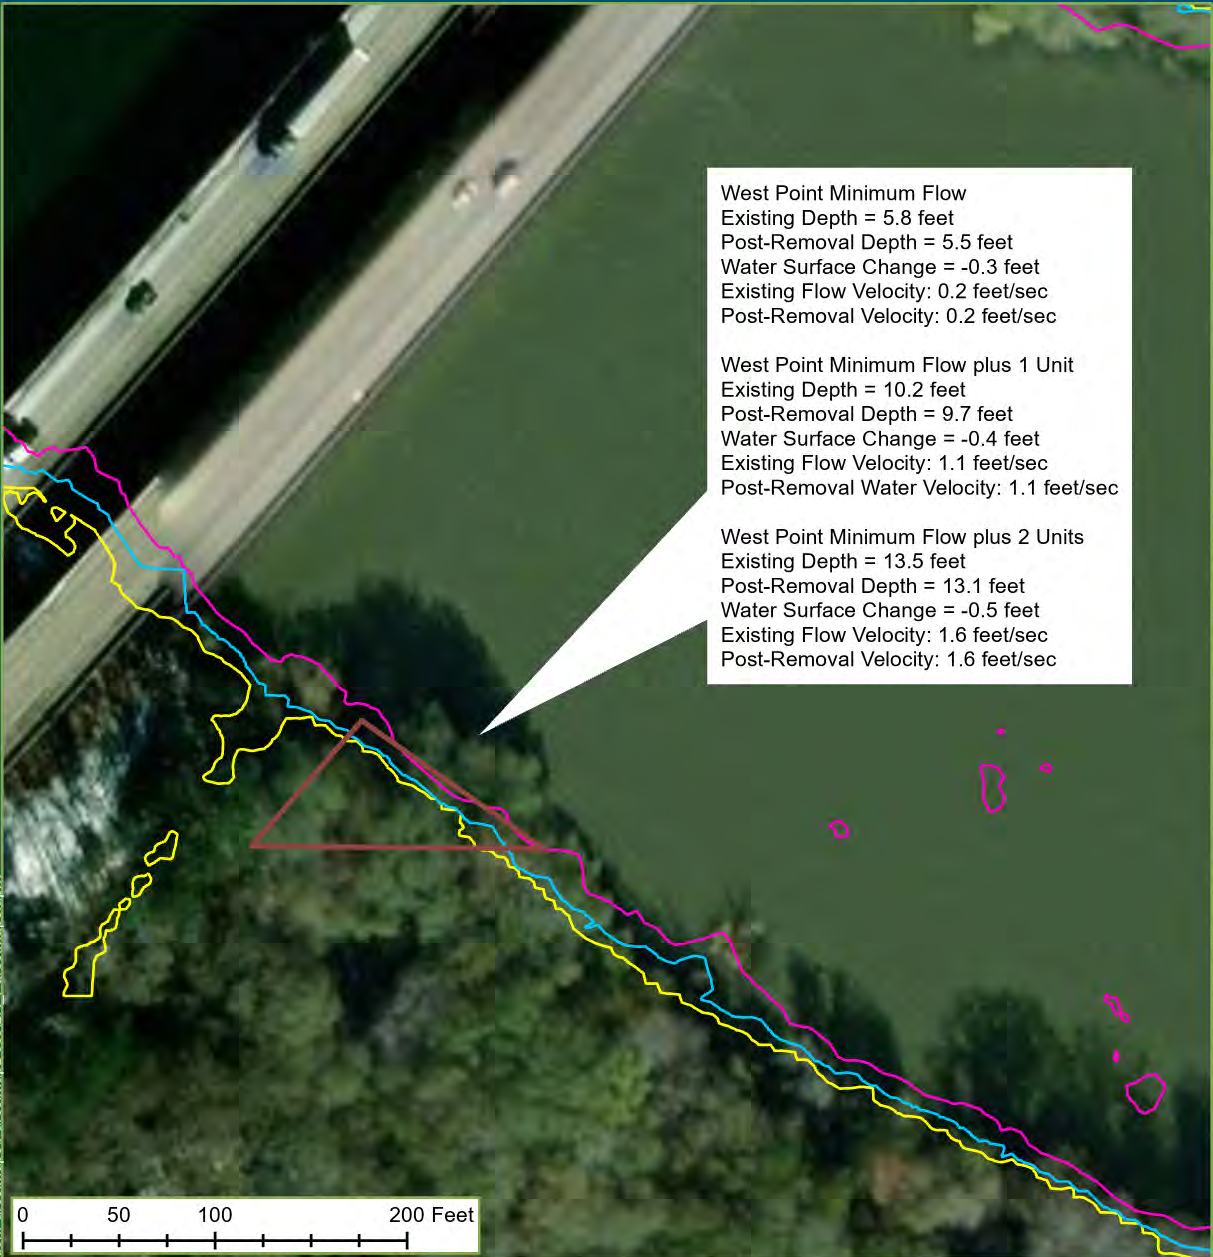 West Point Minimum Flow
Existing Depth = 5.8 feet
Post-Removal Depth = 5.5 feet
Water Surface Change = -0.3 feet
Existing Flow Velocity: 0.2 feet/sec
Post-Removal Velocity: 0.2 feet/sec
West Point Minimum Flow plus 1 Unit
Existing Depth = 10.2 feet
Post-Removal Depth = 9.7 feet
Water Surface Change = -0.4 feet
Existing Flow Velocity: 1.1 feet/sec
Post-Removal Water Velocity: 1.1 feet/sec
West Point Minimum Flow plus 2 Units
Existing Depth = 13.5 feet
Post-Removal Depth = 13.1 feet
Water Surface Change = -0.5 feet
Existing Flow Velocity: 1.6 feet/sec
Post-Removal Velocity: 1.6 feet/sec
0 50 100 200 Feet